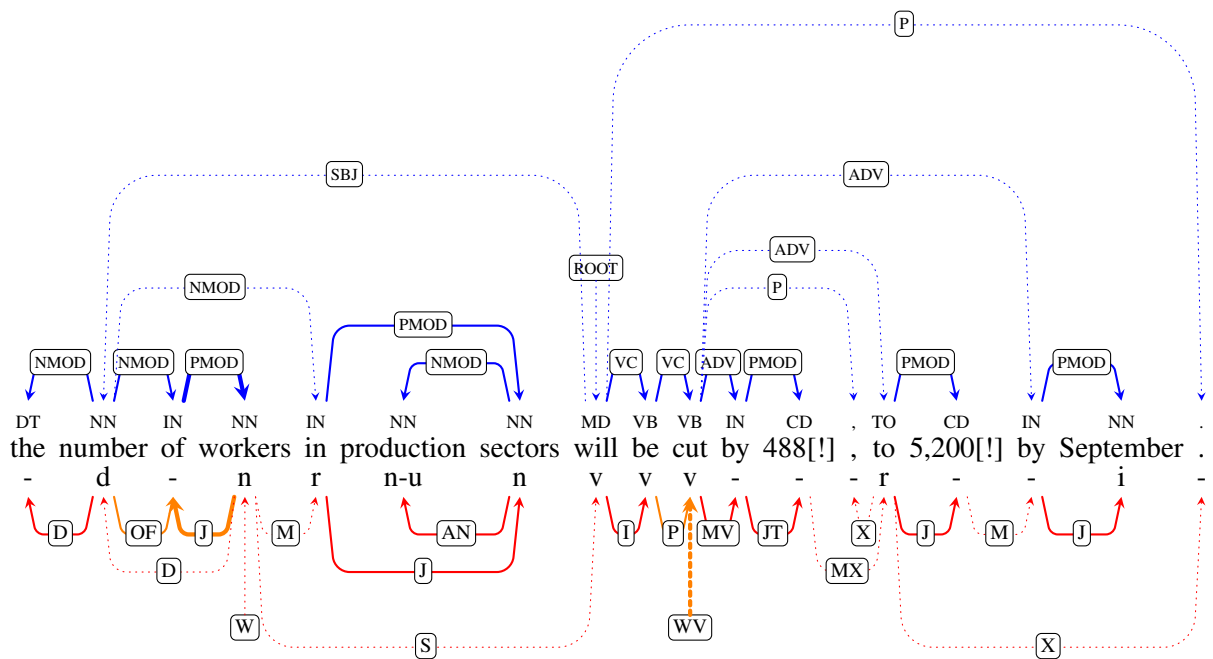 P
SBJ ADV
ROOT ADV
NMOD P
PMOD
NMOD NMOD PMOD NMOD VC VC ADV PMOD PMOD PMOD
DT NN IN NN IN NN NN MD VB VB IN CD , TO CD IN NN .
the number of workers in production sectors will be cut by 488[!] , to 5,200[!] by September .
- d - n r n-u n v v v - - - r - - i -
D OF J M AN I P MV JT X J M J
D J MX
W WV
S X